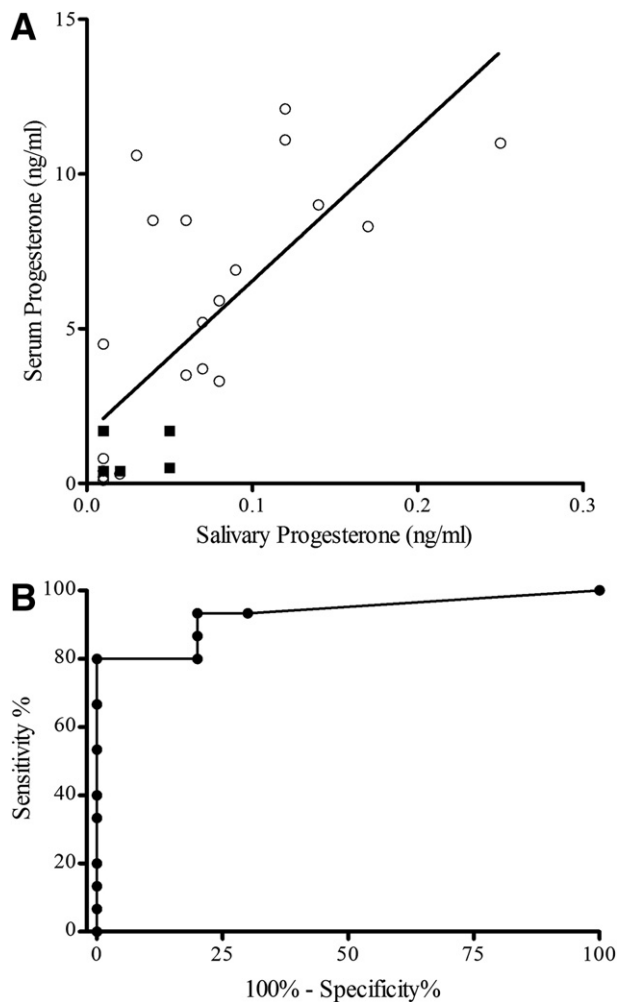 A
15
10
5
0
Serum Progesterone (ng/ml)
0.0 0.1 0.2 0.3
Salivary Progesterone (ng/ml)
B
100
80
60
40
20
0
Sensitivity %
0 25 50 75 100
100% - Specificity%